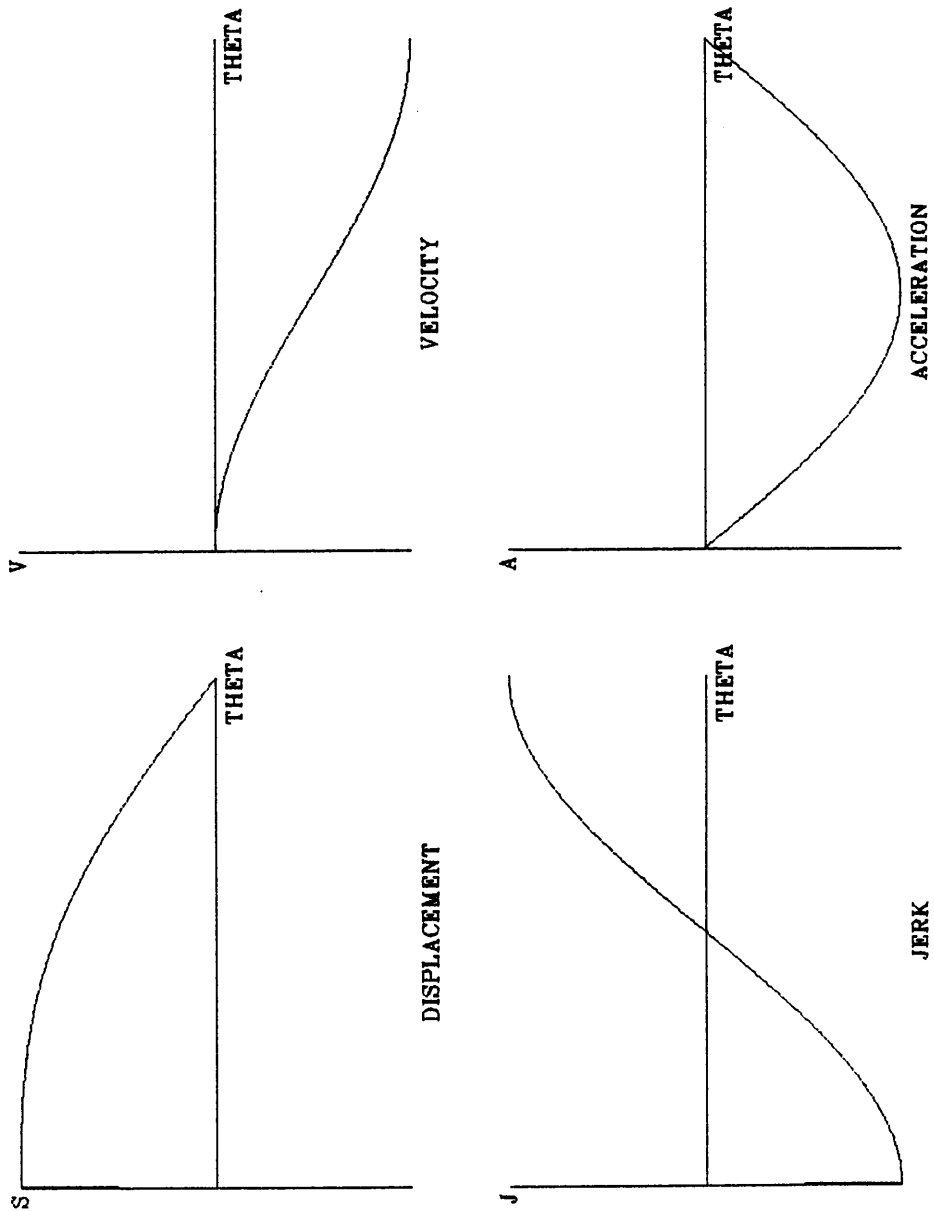 S
THETA
DISPLACEMENT
V
THETA
VELOCITY
J
THETA
JERK
A
THETA
ACCELERATION